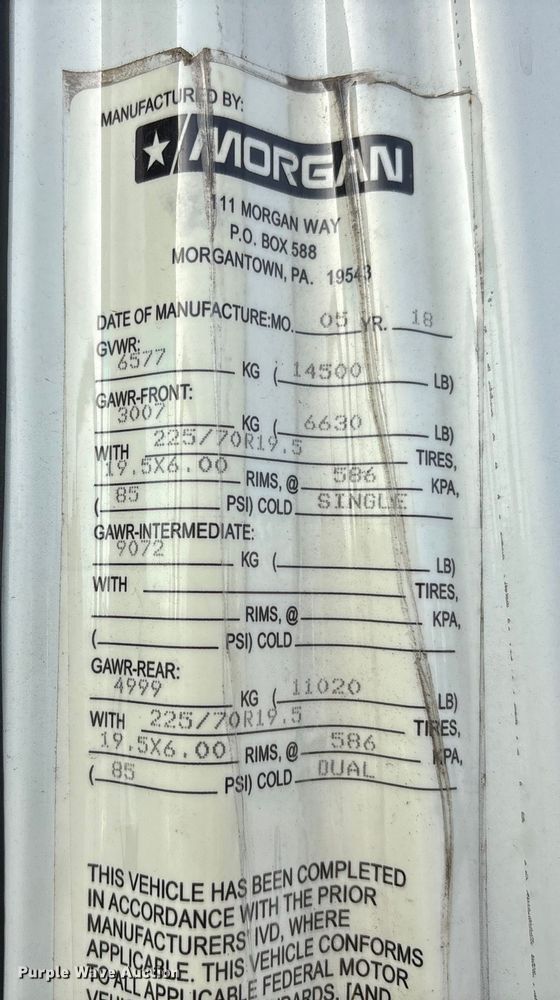 MANUFACTURED BY:
MORGAN
111 MORGAN WAY
P.O. BOX 588
MORGANTOWN, PA. 19543
DATE OF MANUFACTURE:MO. 05 YR. 18
GVWR:
6577 KG (14500 LB)
GAWR-FRONT:
3007 KG (6630 LB)
WITH 225/70R19.5 TIRES,
19.5X6.00 RIMS, @ 586 KPA,
(85 PSI) COLD SINGLE
GAWR-INTERMEDIATE:
9072 KG ( LB)
WITH TIRES,
RIMS, @ KPA,
( PSI) COLD
GAWR-REAR:
4999 KG (11020 LB)
WITH 225/70R19.5 TIRES,
19.5X6.00 RIMS, @ 586 KPA,
(85 PSI) COLD DUAL
THIS VEHICLE HAS BEEN COMPLETED
IN ACCORDANCE WITH THE PRIOR
MANUFACTURERS' IVD, WHERE
APPLICABLE. THIS VEHICLE CONFORMS
TO ALL APPLICABLE FEDERAL MOTOR
Purple Wave Auction